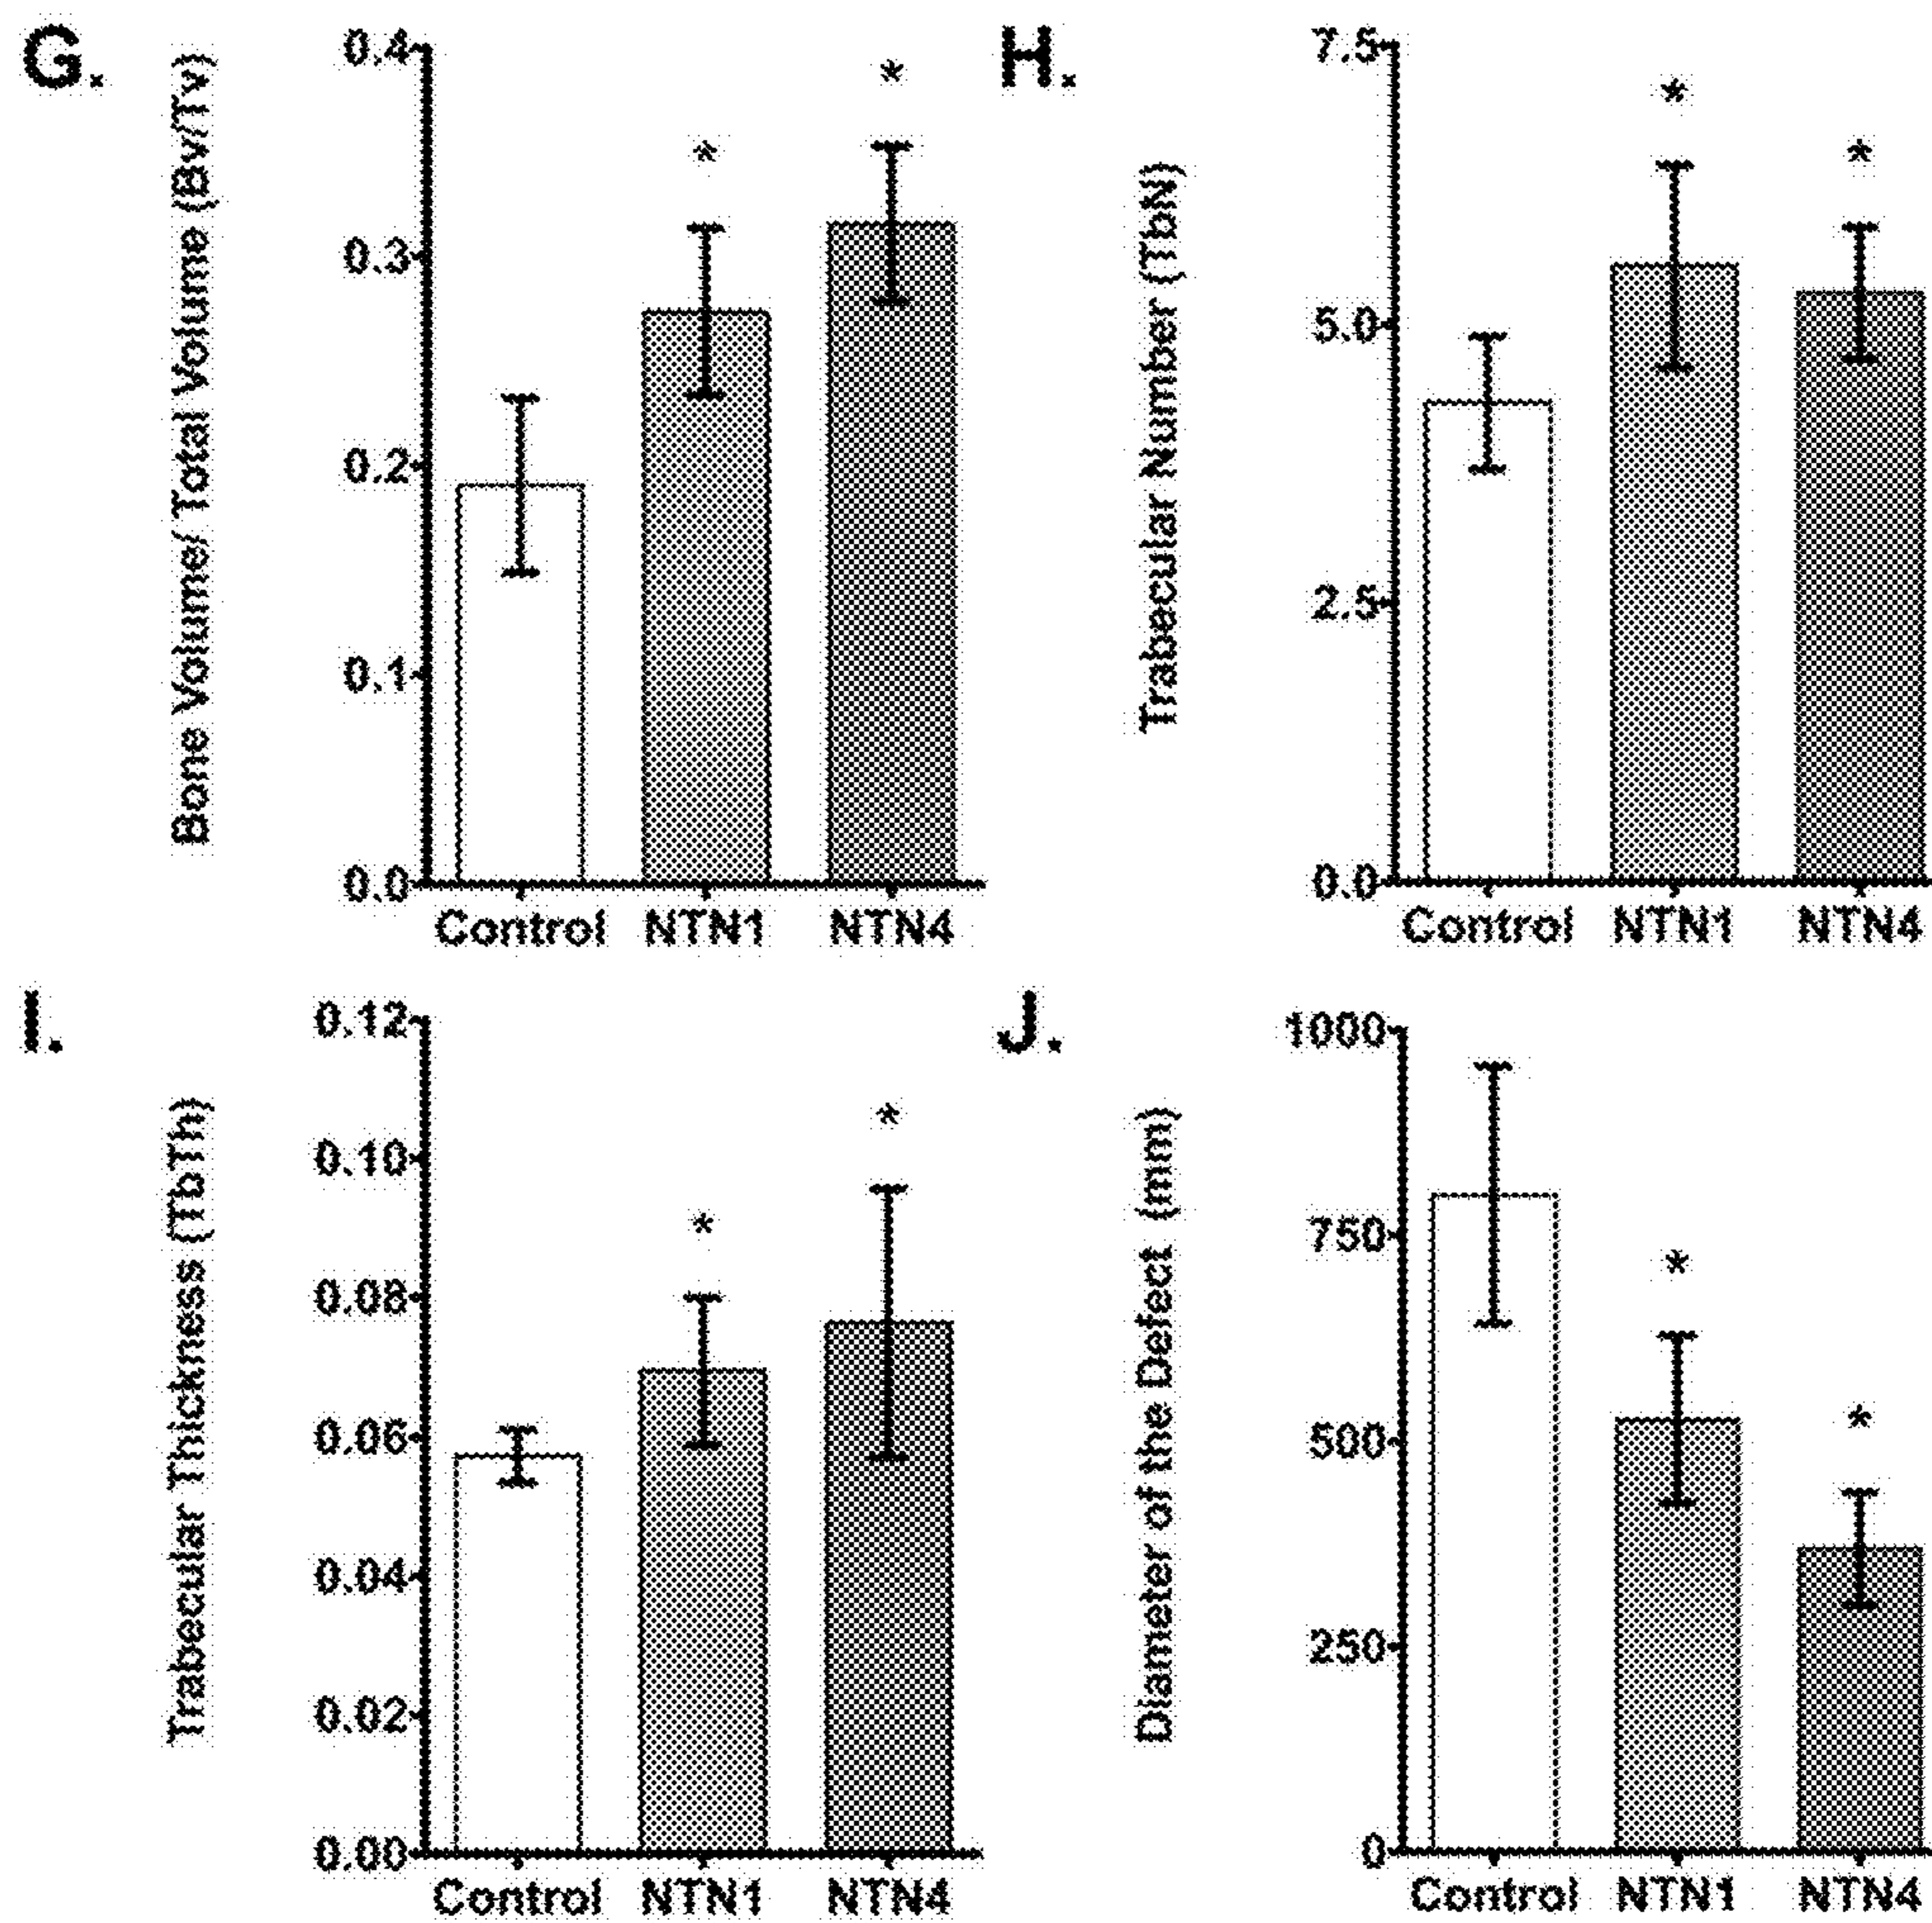 G.
Bone Volume/ Total Volume (Bv/Tv)
0.4
0.3
0.2
0.1
0.0
*
*
Control NTN1 NTN4
H.
Trabecular Number (TbN)
7.5
5.0
2.5
0.0
*
*
Control NTN1 NTN4
I.
Trabecular Thickness (TbTh)
0.12
0.10
0.08
0.06
0.04
0.02
0.00
*
*
Control NTN1 NTN4
J.
Diameter of the Defect (mm)
1000
750
500
250
0
*
*
Control NTN1 NTN4